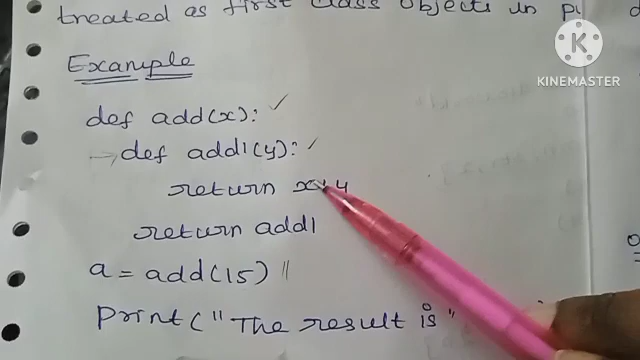 treated as first class objects in
KINEMASTER
Example
def add(x):
def add1(y):
return x+y
return add1
a = add(15)
Print("The result is"